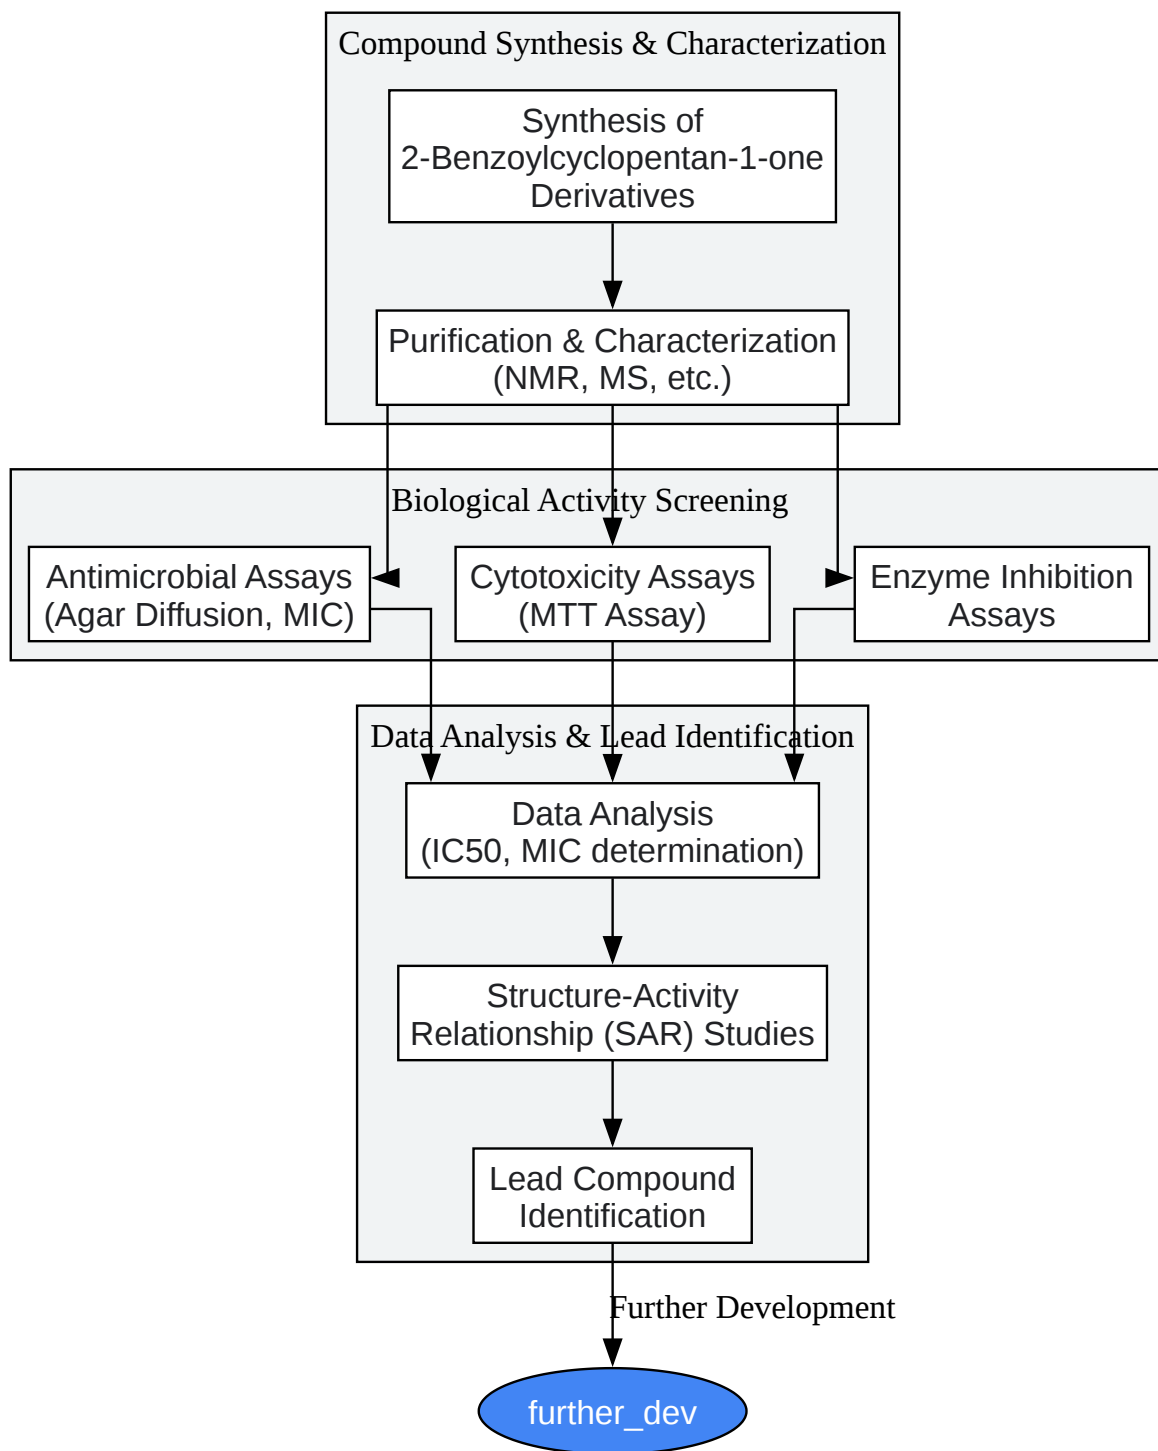 Compound Synthesis & Characterization
Synthesis of
2-Benzoylcyclopentan-1-one
Derivatives
Purification & Characterization
(NMR, MS, etc.)
Biological Activity Screening
Antimicrobial Assays
(Agar Diffusion, MIC)
Cytotoxicity Assays
(MTT Assay)
Enzyme Inhibition
Assays
Data Analysis & Lead Identification
Data Analysis
(IC50, MIC determination)
Structure-Activity
Relationship (SAR) Studies
Lead Compound
Identification
Further Development
further_dev